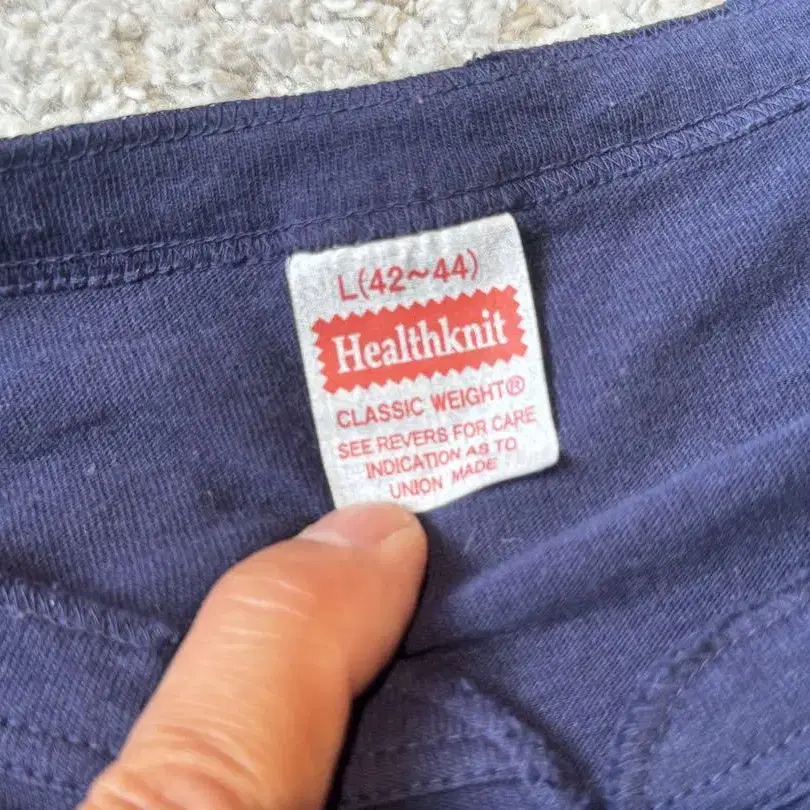 L(42~44)
Healthknit
CLASSIC WEIGHT®
SEE REVERS FOR CARE
INDICATION AS TO
UNION MADE